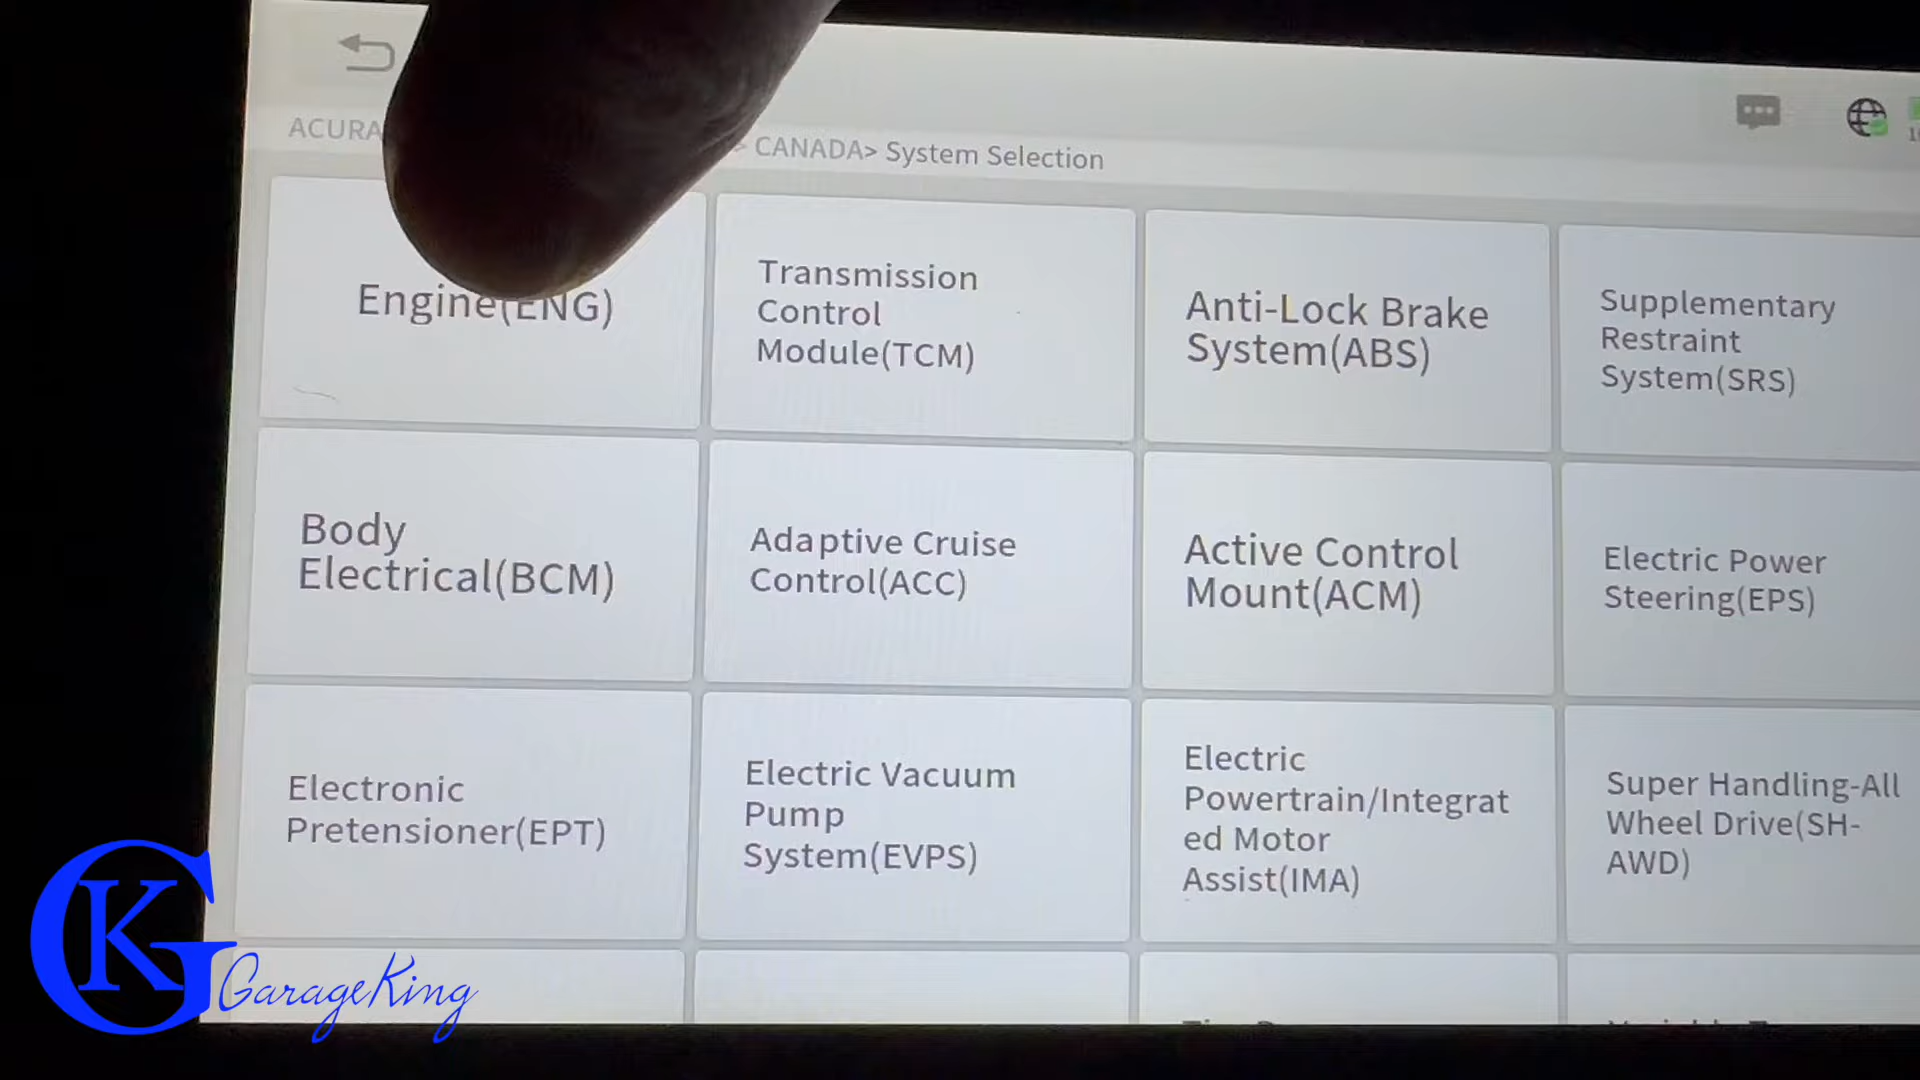 ACURA
> CANADA> System Selection
Engine(ENG)
Transmission
Control
Module(TCM)
Anti-Lock Brake
System(ABS)
Supplementary
Restraint
System(SRS)
Body
Electrical(BCM)
Adaptive Cruise
Control(ACC)
Active Control
Mount(ACM)
Electric Power
Steering(EPS)
Electronic
Pretensioner(EPT)
Electric Vacuum
Pump
System(EVPS)
Electric
Powertrain/Integrat
ed Motor
Assist(IMA)
Super Handling-All
Wheel Drive(SH-
AWD)
GK
GarageKing